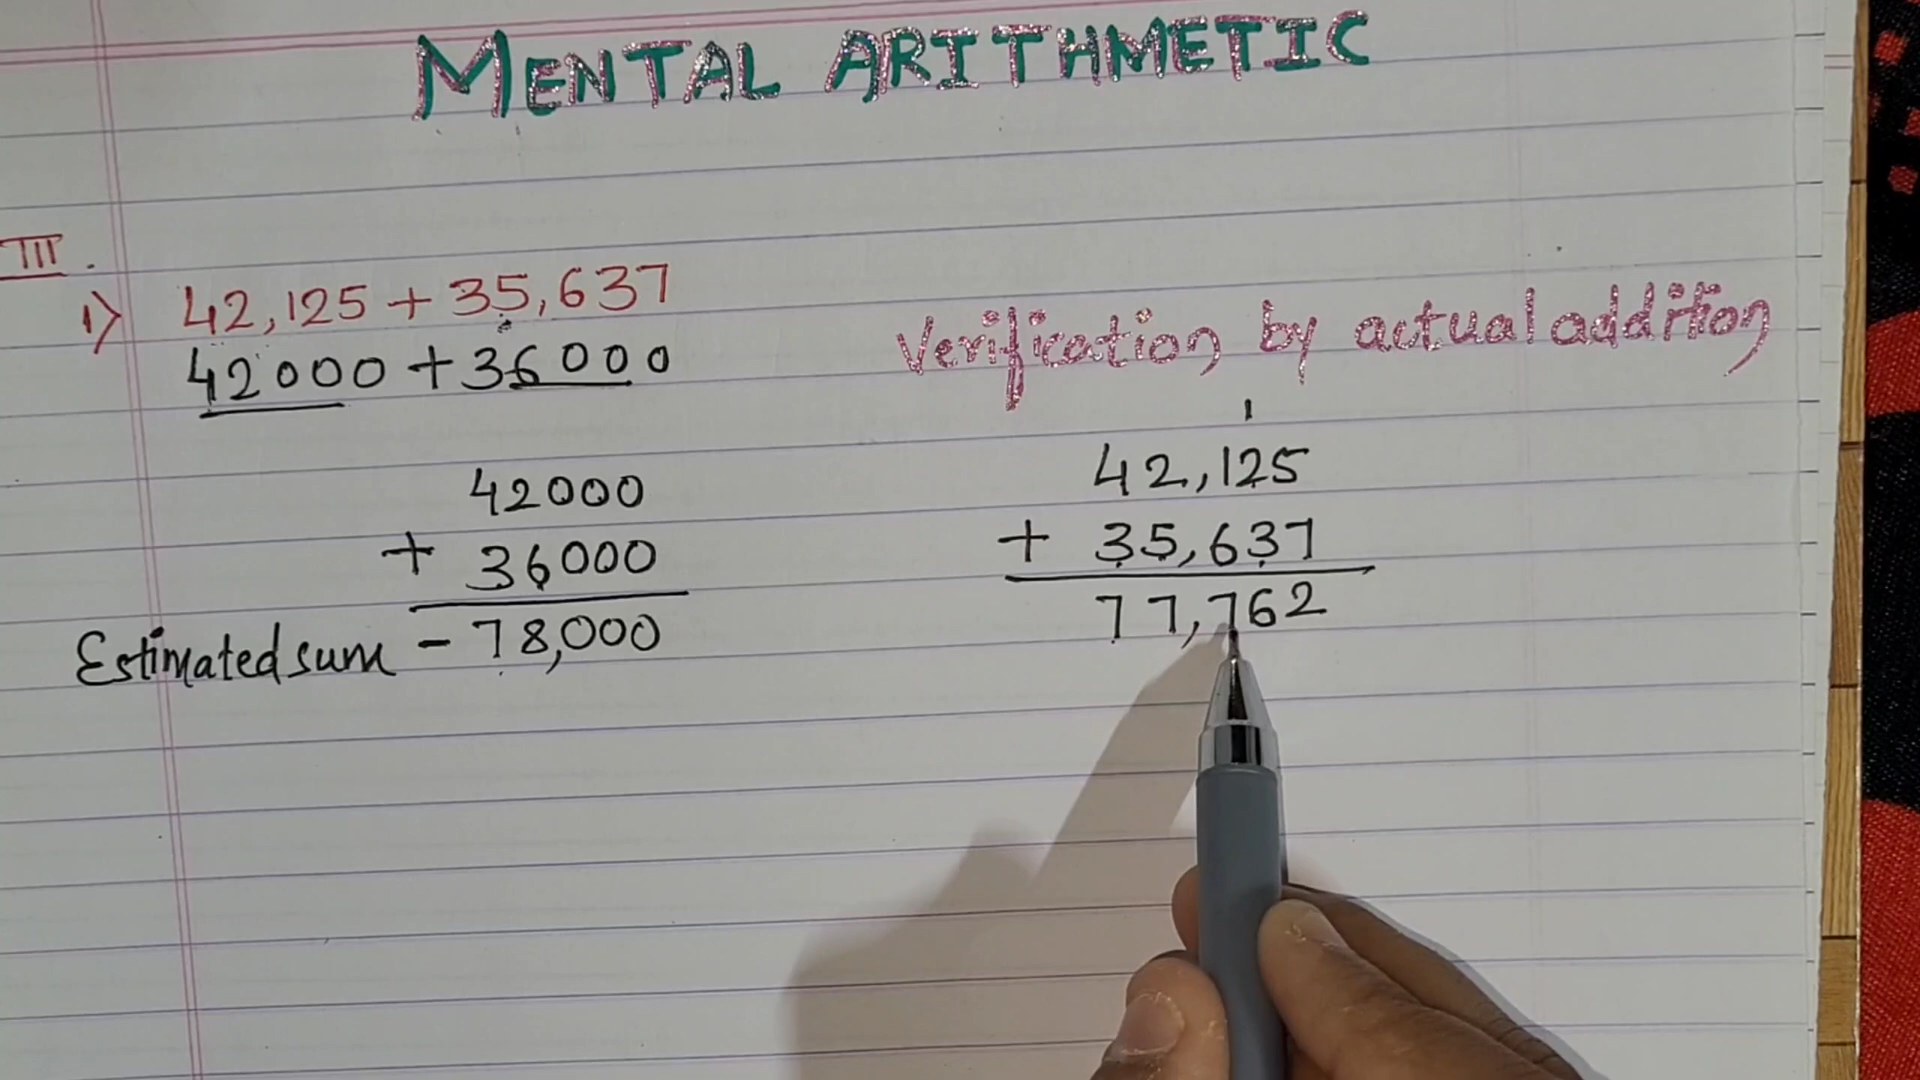 MENTAL ARITHMETIC
III.
1) 42,125 + 35,637
42000 + 36000
42000
+ 36000
Estimated sum - 78,000
Verification by actual addition
1
42,125
+ 35,637
77,762